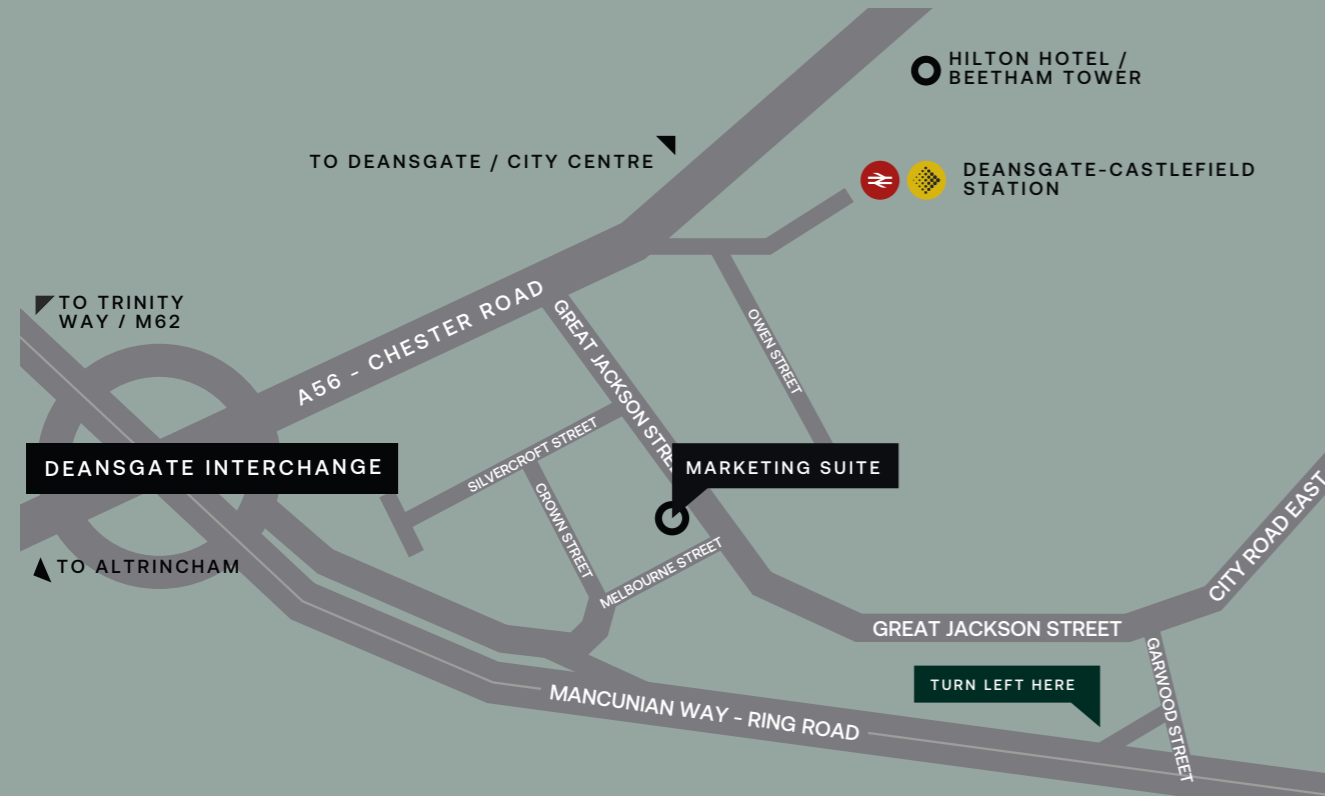 HILTON HOTEL /
BEETHAM TOWER
TO DEANSGATE / CITY CENTRE
DEANSGATE-CASTLEFIELD
STATION
TO TRINITY
WAY / M62
A56 - CHESTER ROAD
GREAT JACKSON STREE
OWEN STREET
SILVERCROFT STREET
DEANSGATE INTERCHANGE
MARKETING SUITE
CROWN STREET
MELBOURNE STREET
TO ALTRINCHAM
CITY ROAD EAST
GREAT JACKSON STREET
GARWOOD STREET
TURN LEFT HERE
MANCUNIAN WAY - RING ROAD